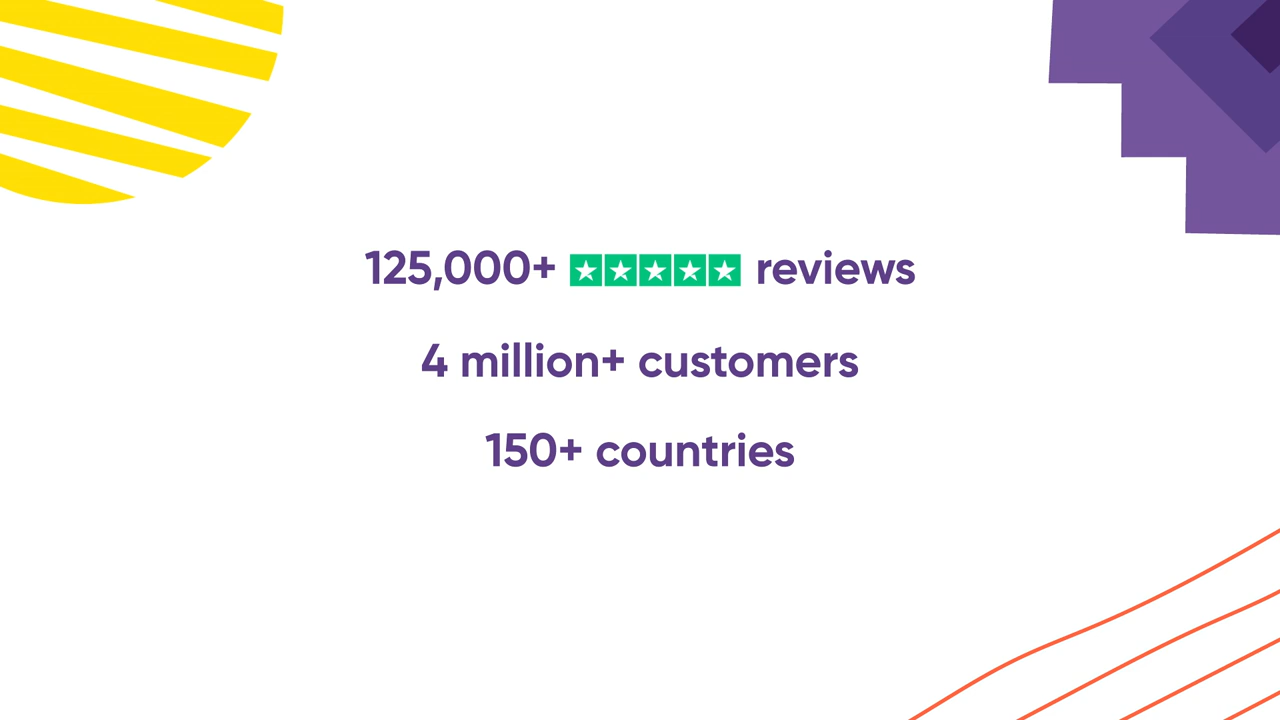 125,000+ ★★★★★ reviews
4 million+ customers
150+ countries